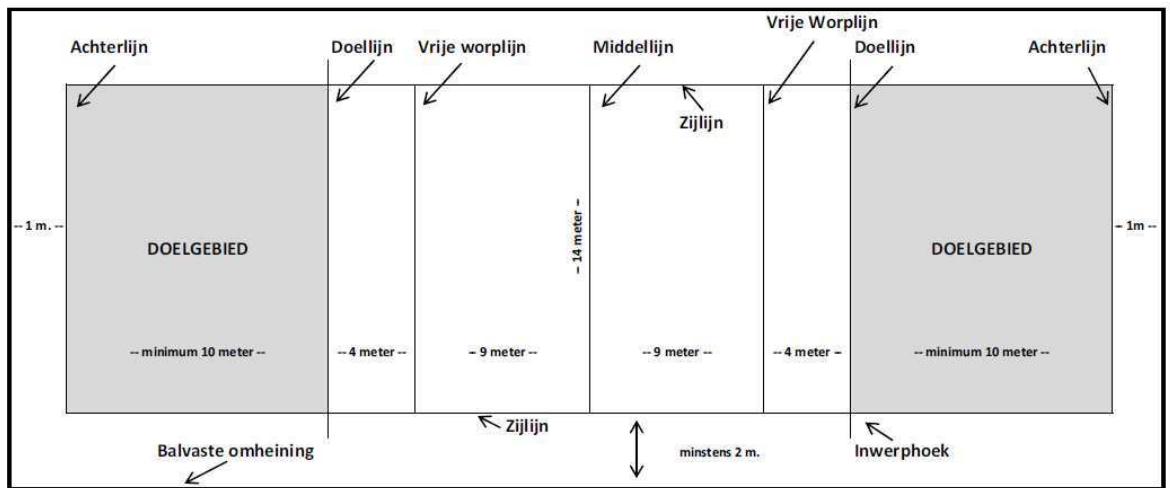 Vrije Worplijn
Achterlijn
Doellijn
Vrije worplijn
Middellijn
Doellijn
Achterlijn
Zijlijn
-- 1 m. --
DOELGEBIED
-- 14 meter --
DOELGEBIED
-- 1m --
-- minimum 10 meter --
-- 4 meter --
-- 9 meter --
-- 9 meter --
-- 4 meter --
-- minimum 10 meter --
Zijlijn
Balvaste omheining
minstens 2 m.
Inwerphoek